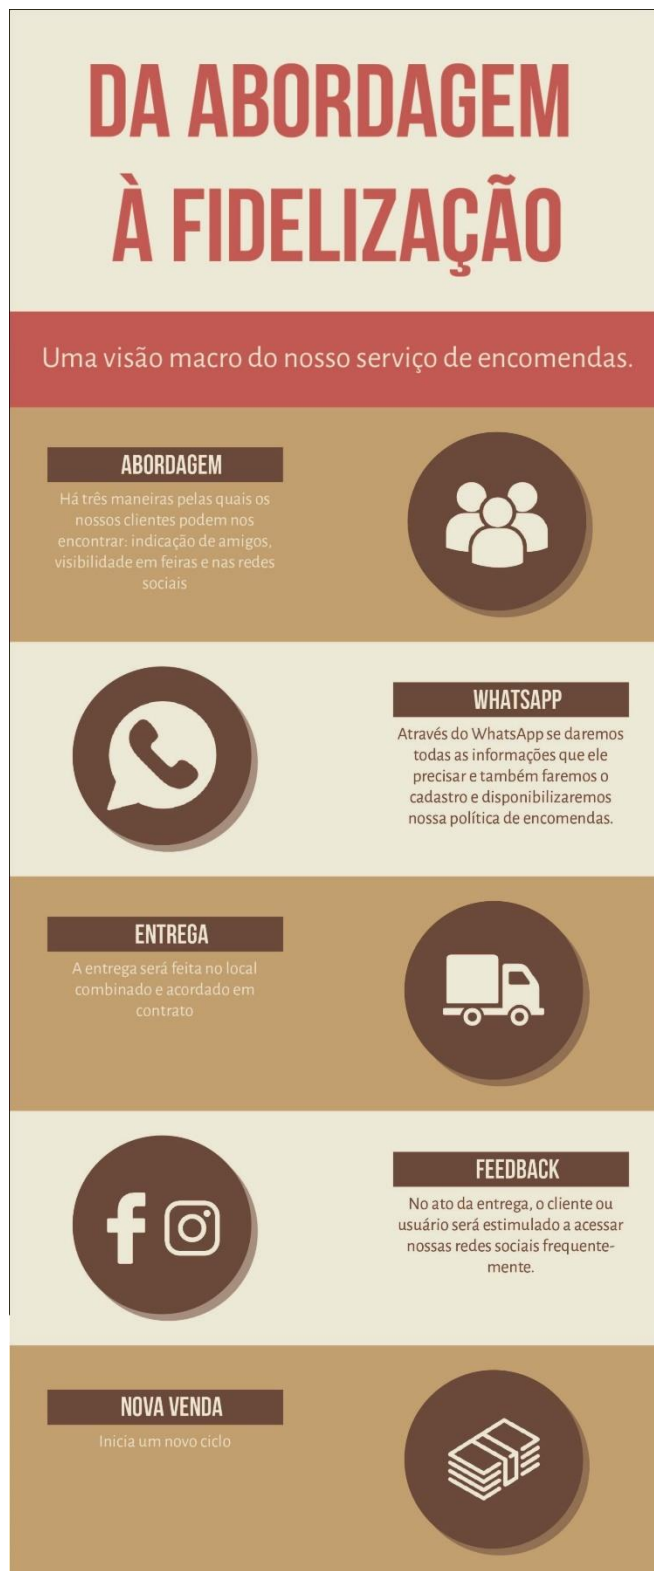 DA ABORDAGEM
À FIDELIZAÇÃO
Uma visão macro do nosso serviço de encomendas.
ABORDAGEM
Há três maneiras pelas quais os
nossos clientes podem nos
encontrar: indicação de amigos,
visibilidade em feiras e nas redes
sociais
WHATSAPP
Através do WhatsApp se daremos
todas as informações que ele
precisar e também faremos o
cadastro e disponibilizaremos
nossa política de encomendas.
ENTREGA
A entrega será feita no local
combinado e acordado em
contrato
FEEDBACK
No ato da entrega, o cliente ou
usuário será estimulado a acessar
nossas redes sociais frequente-
mente.
NOVA VENDA
Inicia um novo ciclo